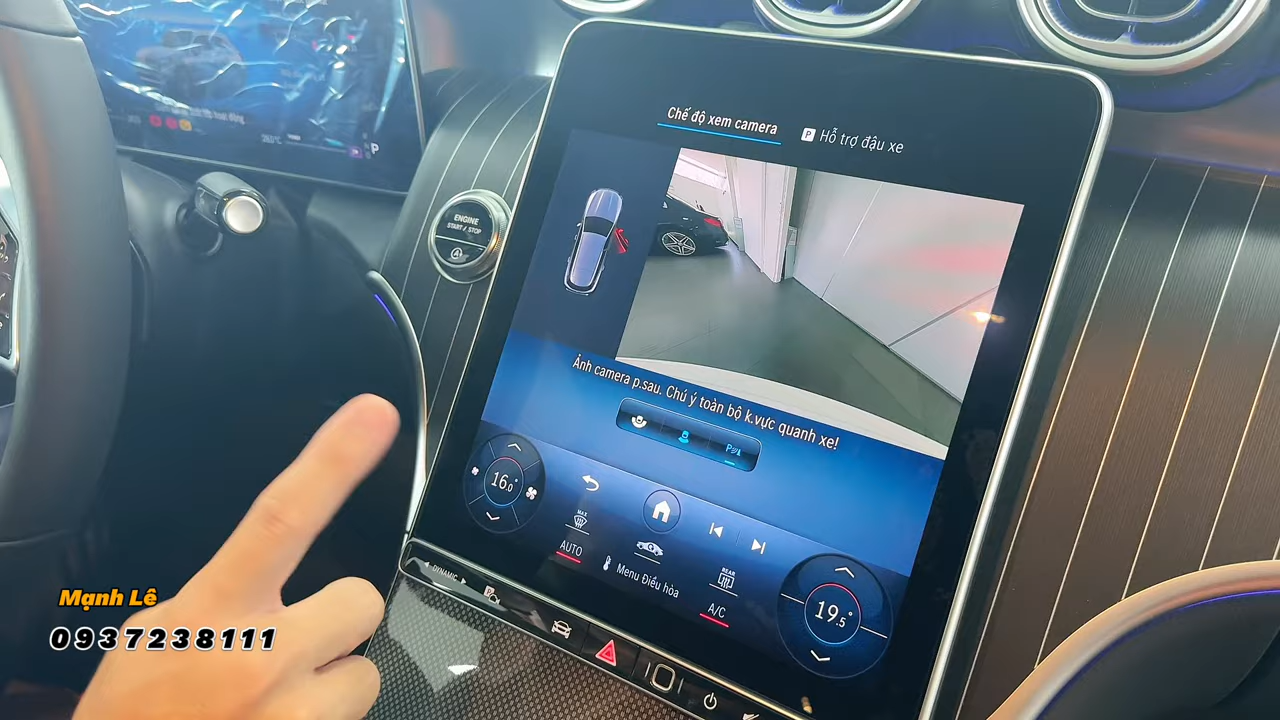 Chế độ xem camera
P Hỗ trợ đậu xe
ENGINE
START / STOP
P
Ảnh camera p.sau. Chú ý toàn bộ k.vực quanh xe!
16.0°
MAX
AUTO
Menu Điều hòa
REAR
A/C
19.5°
DYNAMIC
Mạnh Lê
0937238111